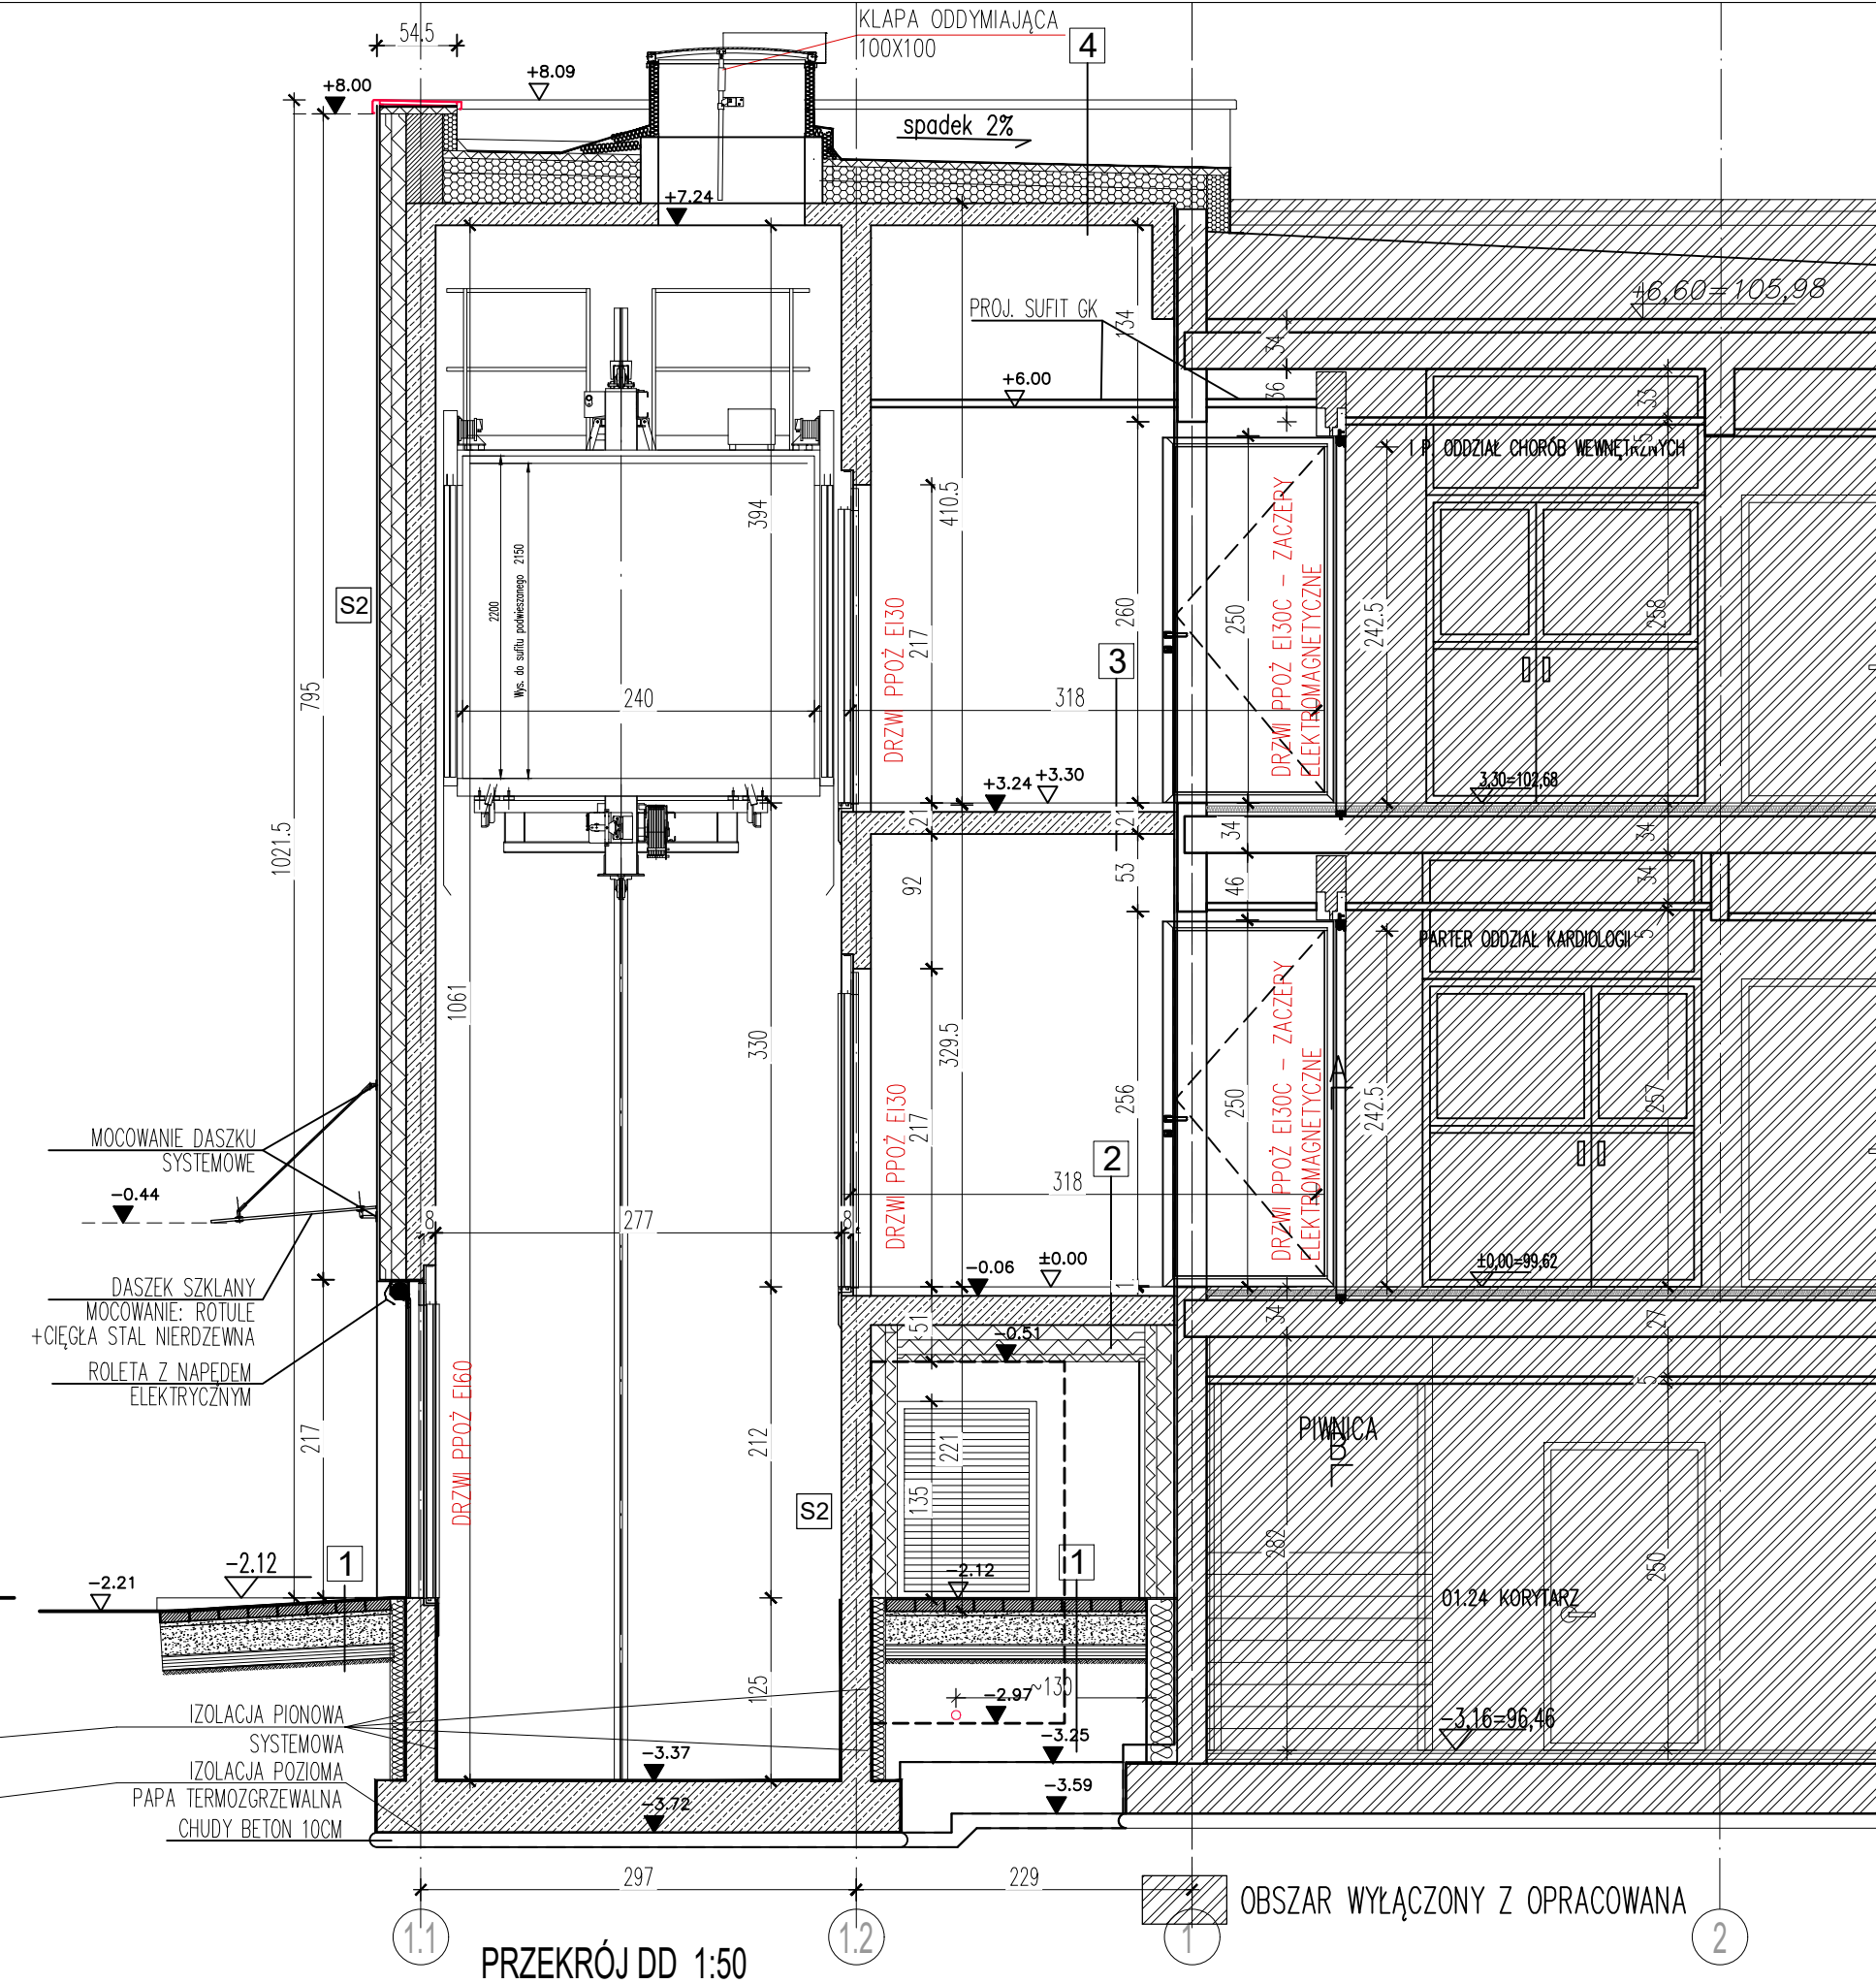 54.5
KLAPA ODDYMIAJĄCA
100X100
4
+8.00
+8.09
spadek 2%
+7.24
+6,60=105,98
PROJ. SUFIT GK
134
34
36
+6.00
33
5
I P. ODDZIAŁ CHORÓB WEWNĘTRZNYCH
394
410.5
2200
Wys. do sufitu podwieszonego 2150
S2
DRZWI PPOŻ EI30
217
260
250
DRZWI PPOŻ EI30C - ZACZEPY
ELEKTROMAGNETYCZNE
242.5
258
3
795
240
318
+3.24
+3.30
3,30=102,68
1021.5
21
21
34
34
92
53
46
34
5
PARTER ODDZIAŁ KARDIOLOGII
1061
330
329.5
DRZWI PPOŻ EI30
217
256
250
DRZWI PPOŻ EI30C - ZACZEPY
ELEKTROMAGNETYCZNE
A
242.5
257
MOCOWANIE DASZKU
SYSTEMOWE
2
318
-0.44
8
277
8
-0.06
±0.00
1
±0,00=99,62
DASZEK SZKLANY
MOCOWANIE: ROTULE
+CIĘGŁA STAL NIERDZEWNA
51
-0.51
34
27
ROLETA Z NAPĘDEM
ELEKTRYCZNYM
5
DRZWI PPOŻ EI60
217
212
221
135
PIWNICA
B
S2
282
250
-2.21
-2.12
1
-2.12
1
01.24 KORYTARZ
125
~130
-2.97
IZOLACJA PIONOWA
SYSTEMOWA
-3,16=96,46
-3.25
-3.37
IZOLACJA POZIOMA
PAPA TERMOZGRZEWALNA
-3.59
-3.72
CHUDY BETON 10CM
297
229
OBSZAR WYŁĄCZONY Z OPRACOWANA
1.1
1.2
1
2
PRZEKRÓJ DD 1:50